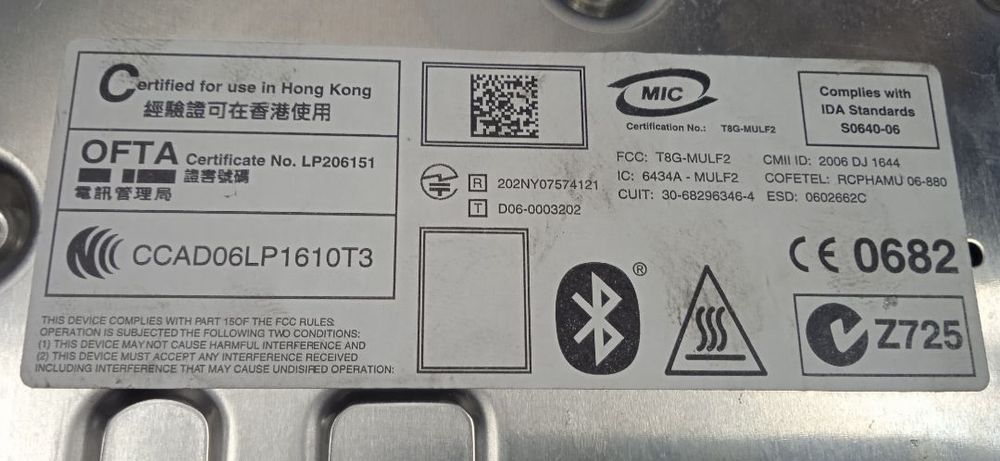 Certified for use in Hong Kong
經驗證可在香港使用
OFTA Certificate No. LP206151
電訊管理局 證書號碼
CCAD06LP1610T3
THIS DEVICE COMPLIES WITH PART 15OF THE FCC RULES:
OPERATION IS SUBJECTED THE FOLLOWING TWO CONDITIONS:
(1) THIS DEVICE MAY NOT CAUSE HARMFUL INTERFERENCE AND
(2) THIS DEVICE MUST ACCEPT ANY INTERFERENCE RECEIVED
INCLUDING INTERFERENCE THAT MAY CAUSE UNDISIRED OPERATION:
R 202NY07574121
T D06-0003202
MIC
Certification No.: T8G-MULF2
Complies with
IDA Standards
S0640-06
FCC: T8G-MULF2 CMII ID: 2006 DJ 1644
IC: 6434A - MULF2 COFETEL: RCPHAMU 06-880
CUIT: 30-68296346-4 ESD: 0602662C
®
CE 0682
Z725